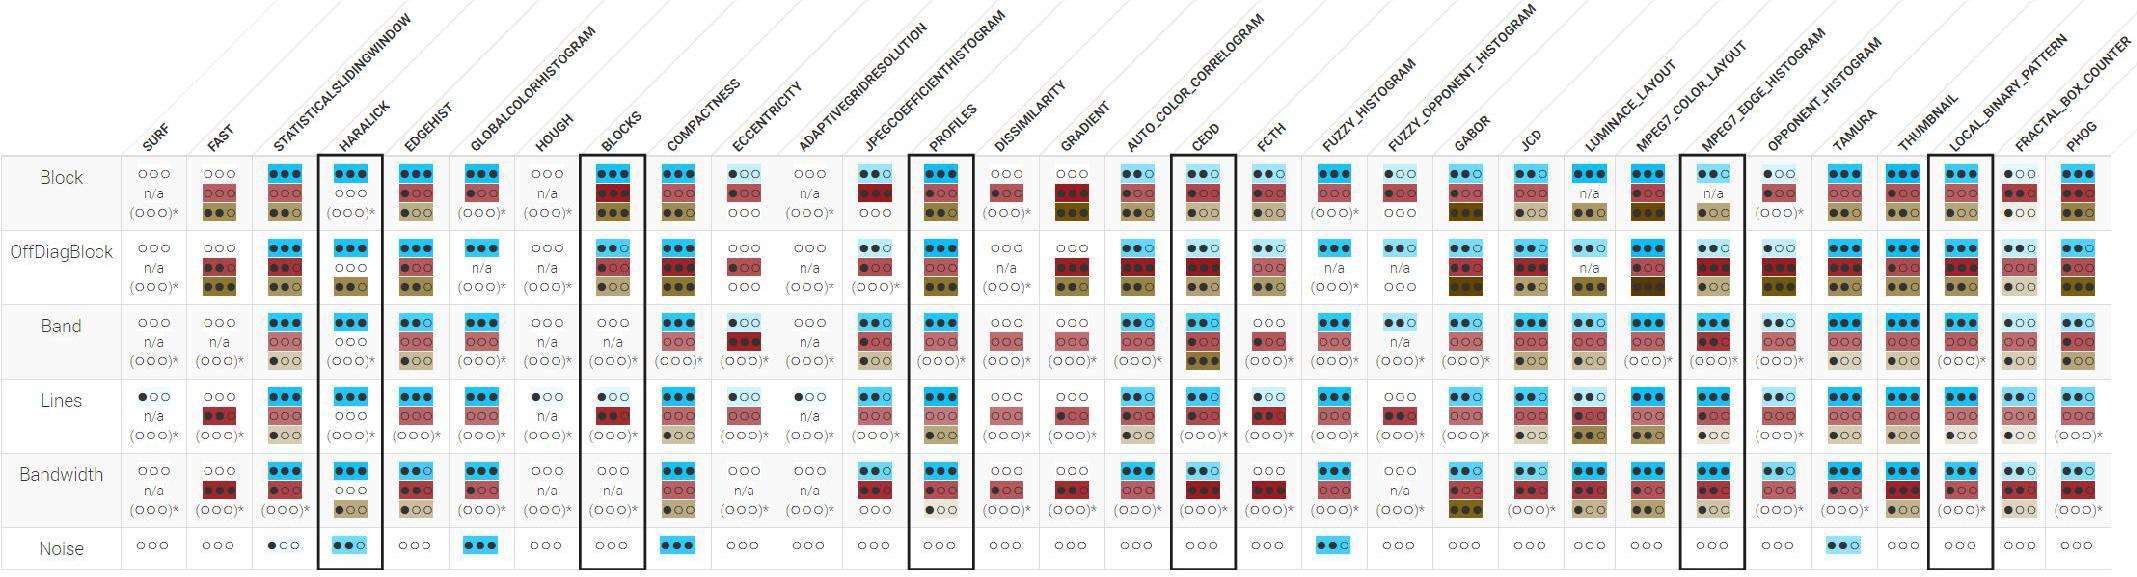 SURF
FAST
STATISTICALSLIDINGWINDOW
HARALICK
EDGEHIST
GLOBALCOLORHISTOGRAM
HOUGH
BLOCKS
COMPACTNESS
ECCENTRICITY
ADAPTIVEGRIDRESOLUTION
JPEGCOEFFICIENTHISTOGRAM
PROFILES
DISSIMILARITY
GRADIENT
AUTO_COLOR_CORRELOGRAM
CEDD
FCTH
FUZZY_HISTOGRAM
FUZZY_OPPONENT_HISTOGRAM
GABOR
JCD
LUMINACE_LAYOUT
MPEG7_COLOR_LAYOUT
MPEG7_EDGE_HISTOGRAM
OPPONENT_HISTOGRAM
TAMURA
THUMBNAIL
LOCAL_BINARY_PATTERN
FRACTAL_BOX_COUNTER
PHOG
Block
n/a n/a n/a n/a n/a
OffDiagBlock
n/a n/a n/a n/a n/a n/a n/a n/a
Band
n/a n/a n/a n/a n/a n/a
Lines
n/a n/a n/a
Bandwidth
n/a n/a n/a n/a n/a n/a
Noise